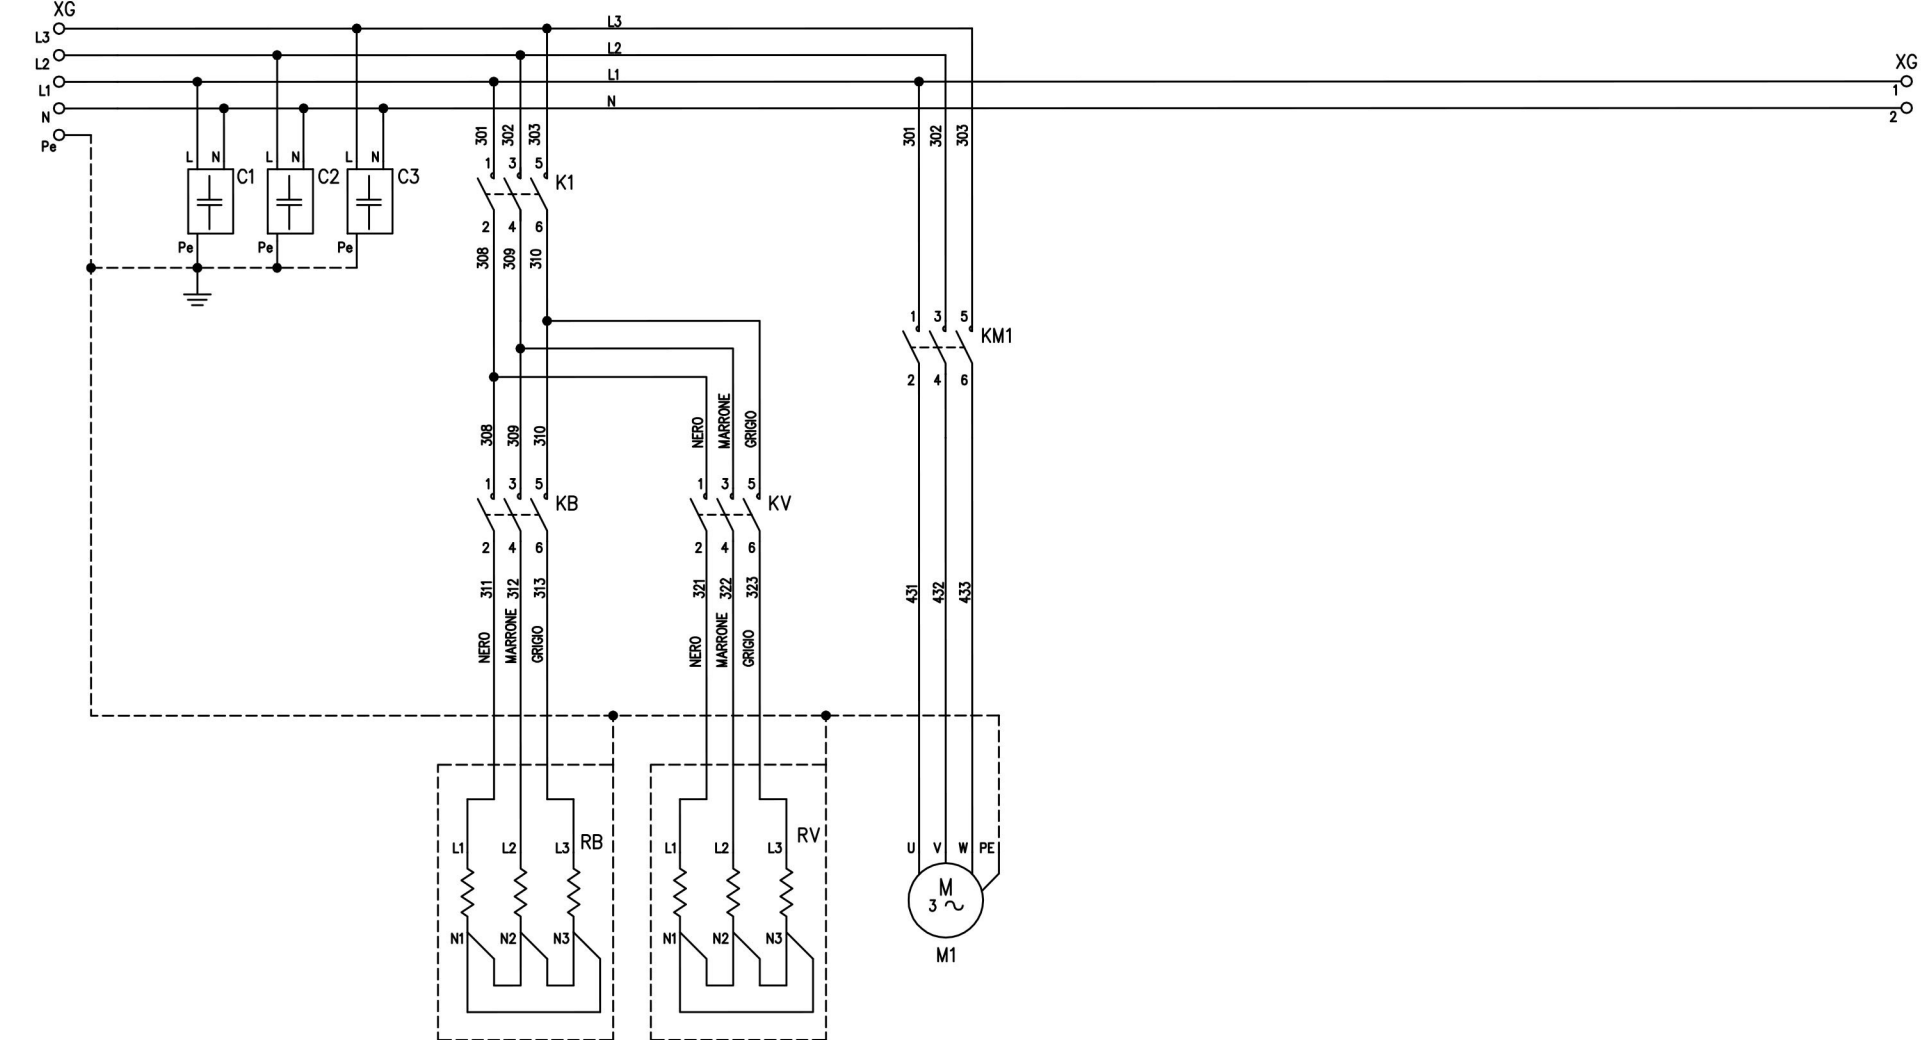 XG
L3
L2
L1
N
Pe
L3
L2
L1
N
XG
1
2
L N C1
L N C2
L N C3
Pe Pe Pe
301 302 303
1 3 5 K1
2 4 6
308 309 310
308 309 310
1 3 5 KB
2 4 6
311 312 313
NERO MARRONE GRIGIO
NERO MARRONE GRIGIO
1 3 5 KV
2 4 6
321 322 323
NERO MARRONE GRIGIO
301 302 303
1 3 5 KM1
2 4 6
431 432 433
L1 L2 L3 RB
N1 N2 N3
L1 L2 L3 RV
N1 N2 N3
U V W PE
M
3 ~
M1